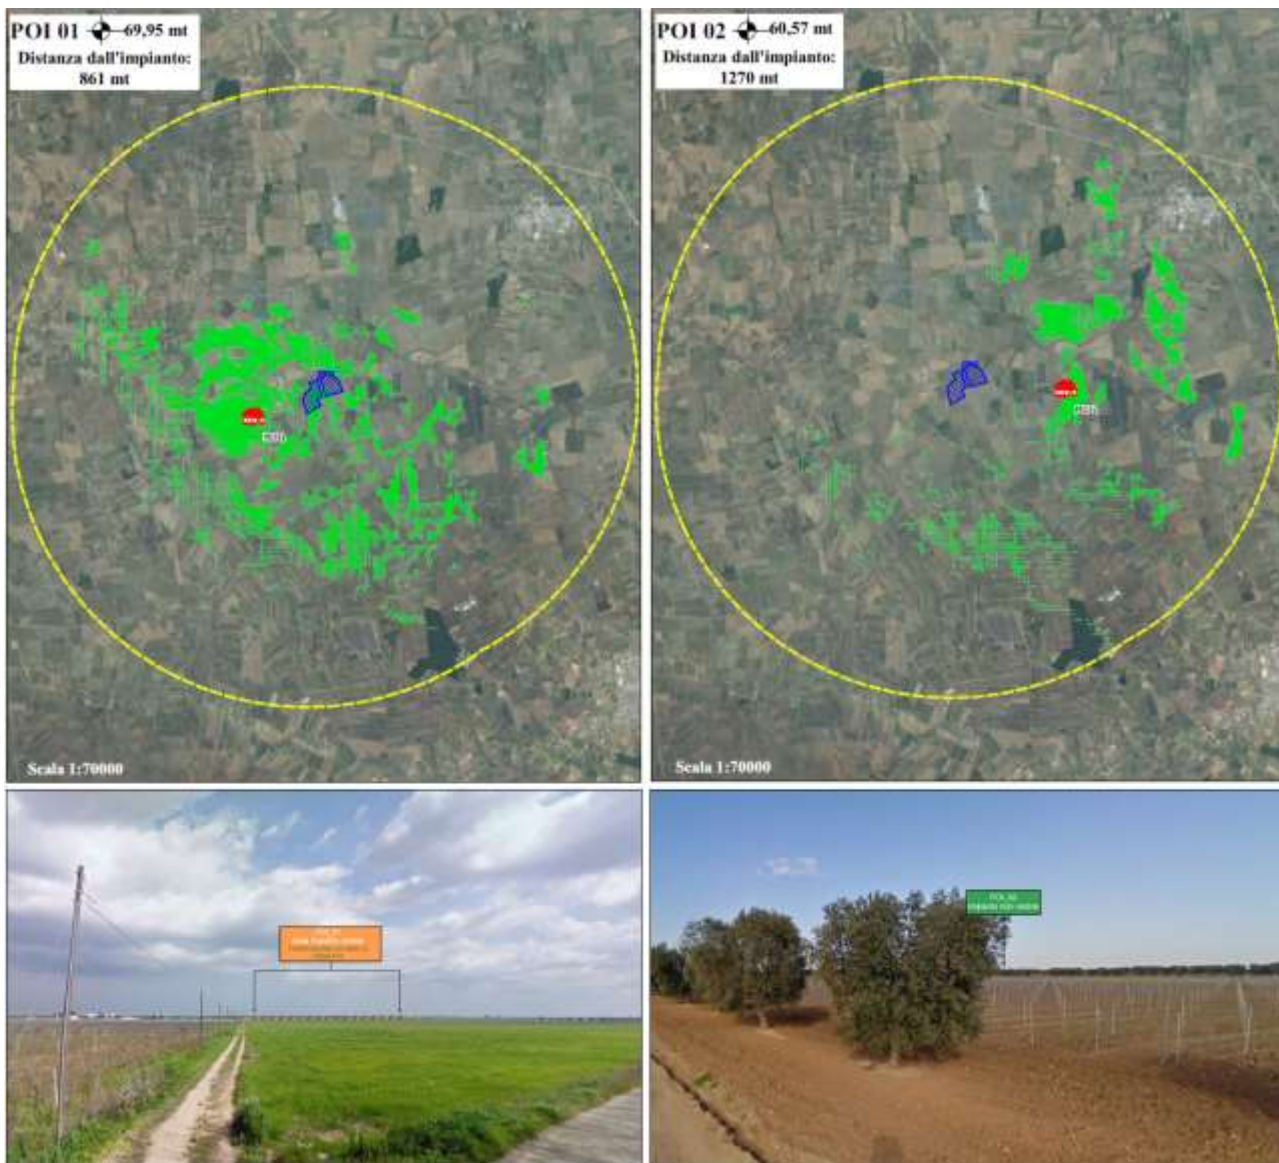 POI 01 69,95 mt
Distanza dall'impianto:
861 mt
POI 02 60,57 mt
Distanza dall'impianto:
1270 mt
Scala 1:70000
Scala 1:70000